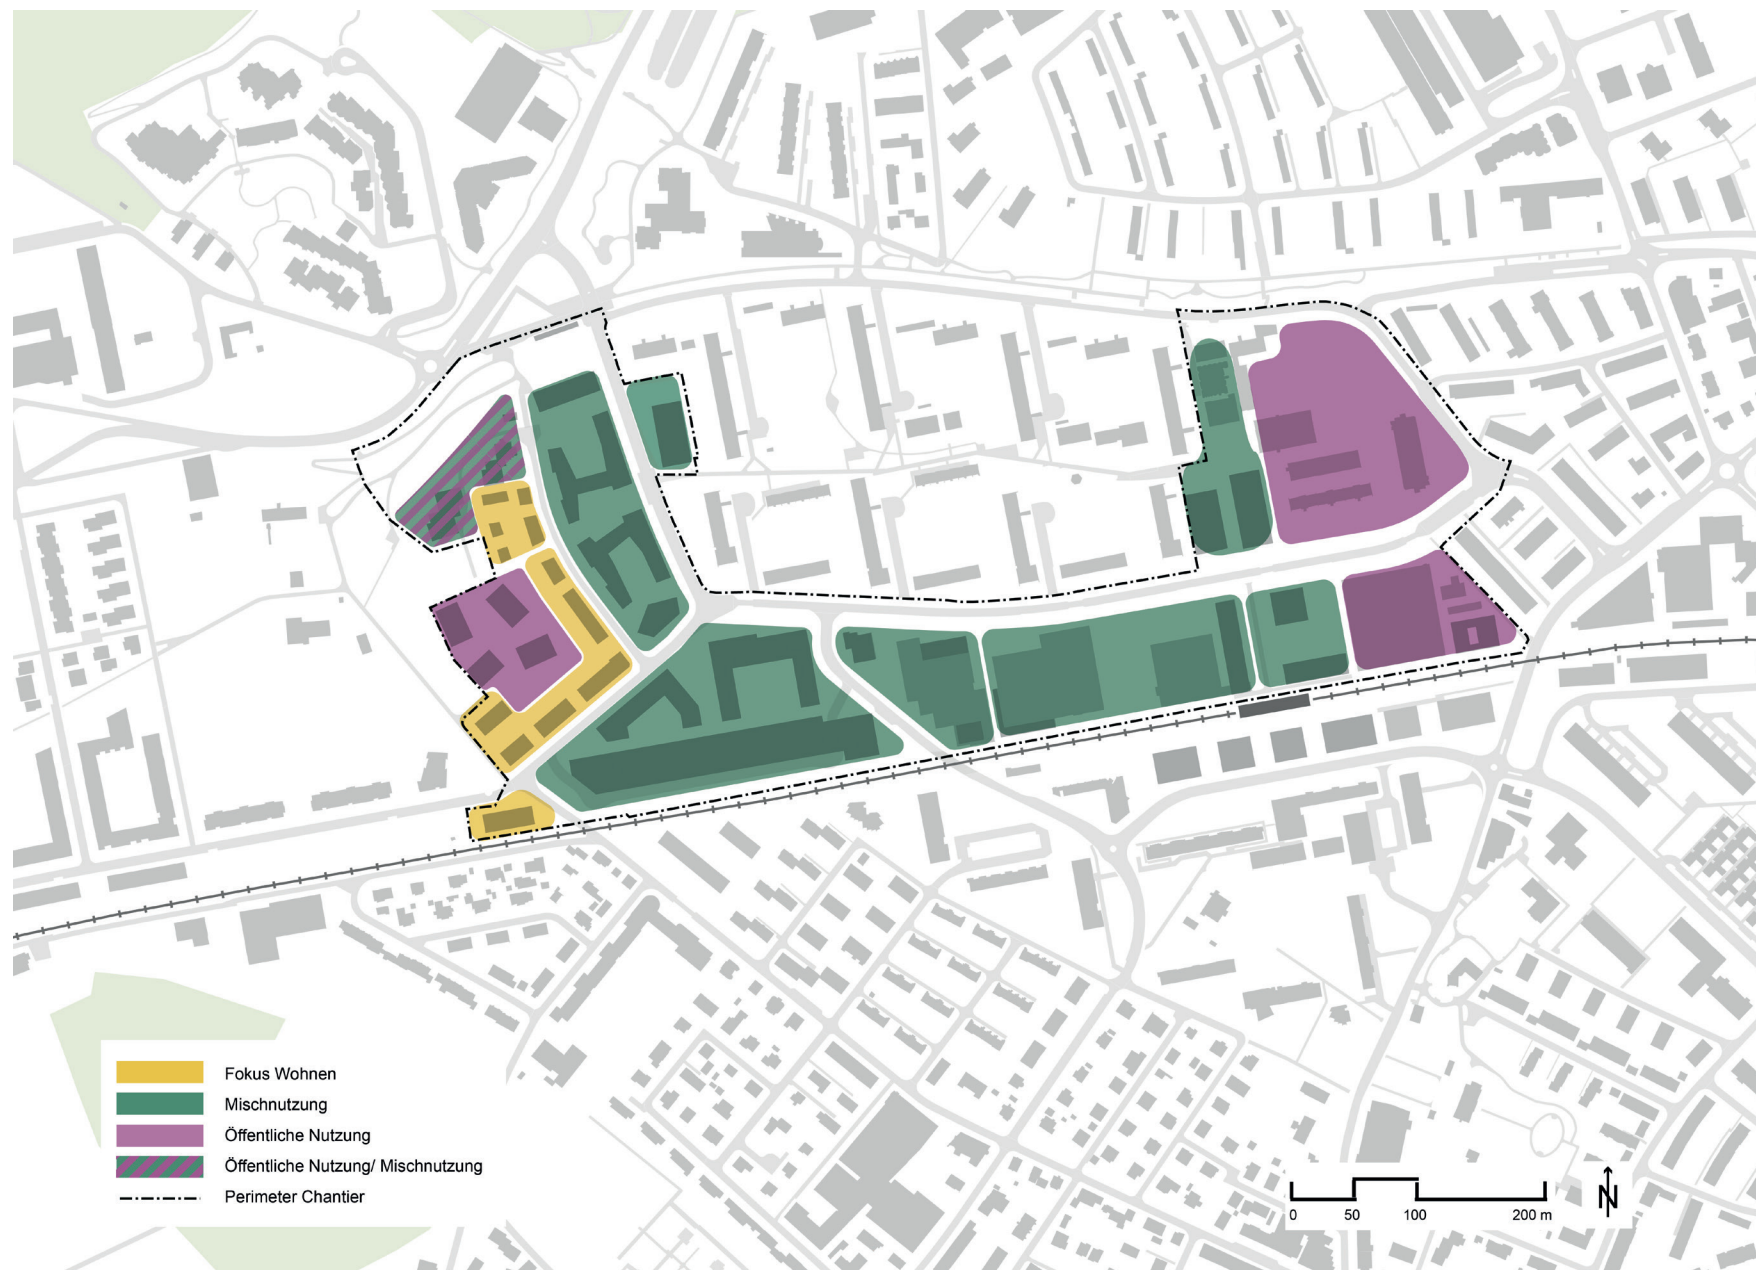 Fokus Wohnen
Mischnutzung
Öffentliche Nutzung
Öffentliche Nutzung/ Mischnutzung
Perimeter Chantier
0 50 100 200 m
N